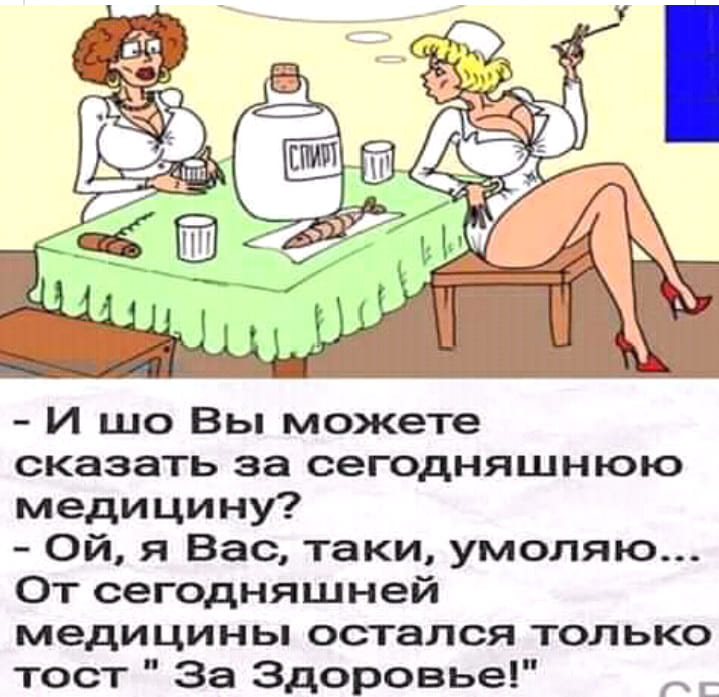 СПИРТ
- И шо Вы можете
сказать за сегодняшнюю
медицину?
- Ой, я Вас, таки, умоляю...
От сегодняшней
медицины остался только
тост " За Здоровье!"